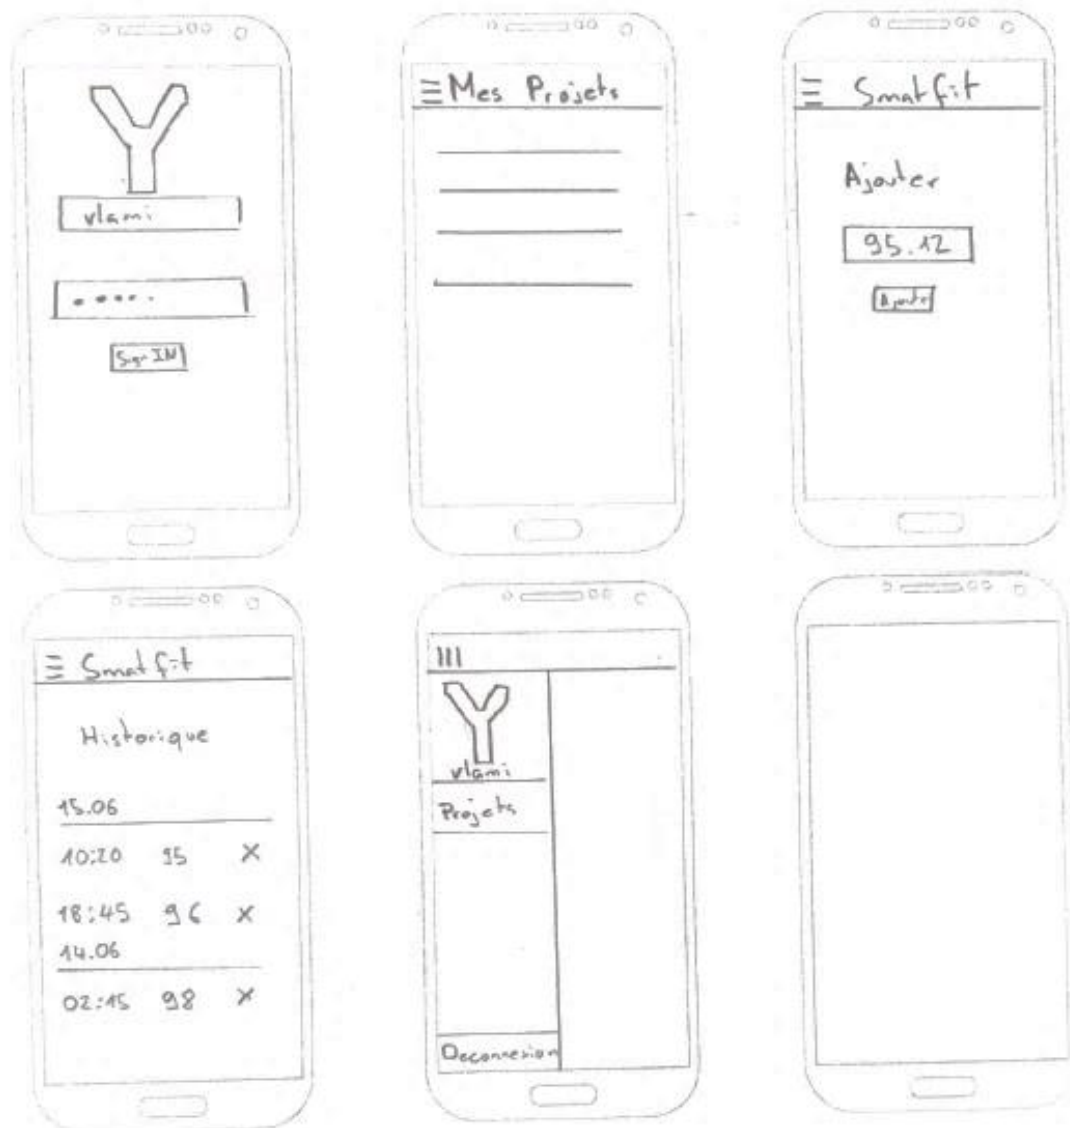 Y
vlami
••••
Sign IN
Mes Projets
Smatfit
Ajouter
95.12
Ajouter
Smatfit
Historique
15.06
10:20 95 X
18:45 96 X
14.06
02:15 98 X
Y
vlami
Projets
Deconnexion